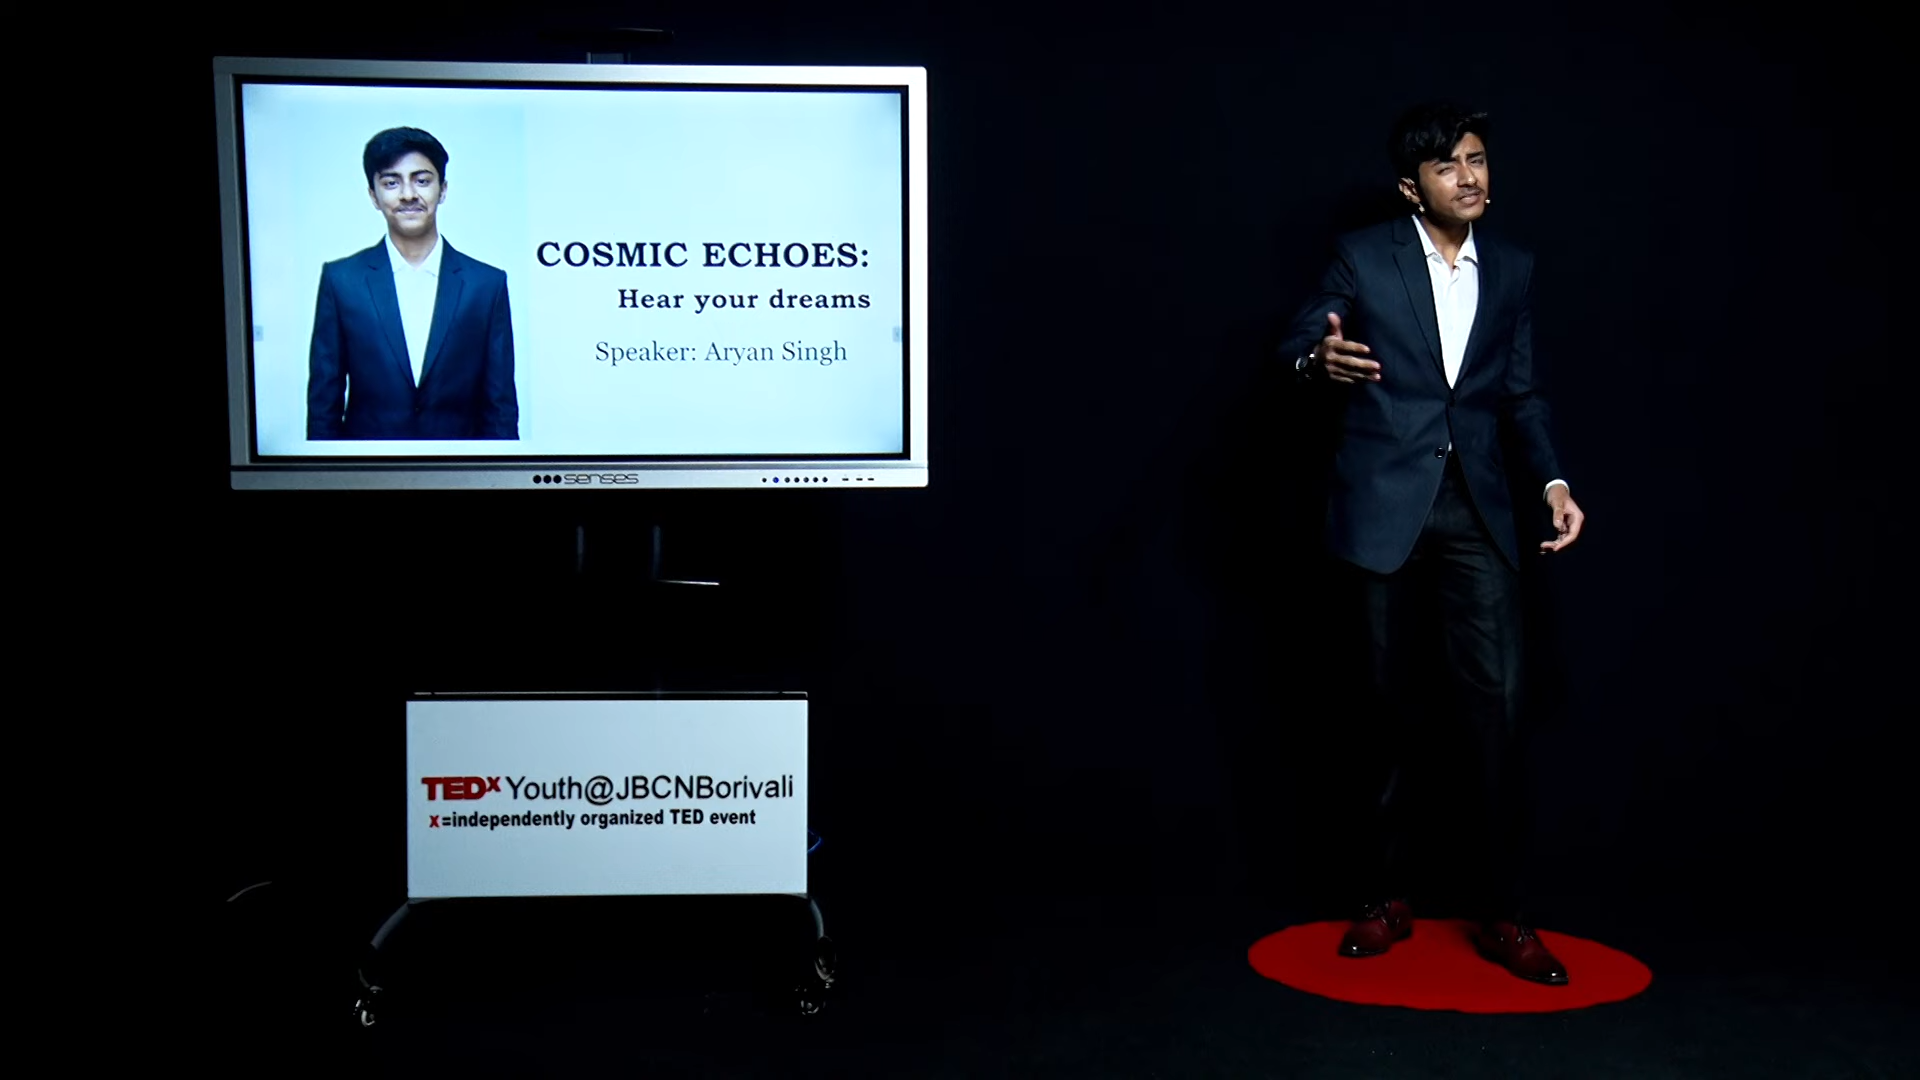 COSMIC ECHOES:
Hear your dreams
Speaker: Aryan Singh
senses
TEDx Youth@JBCNBorivali
x=independently organized TED event